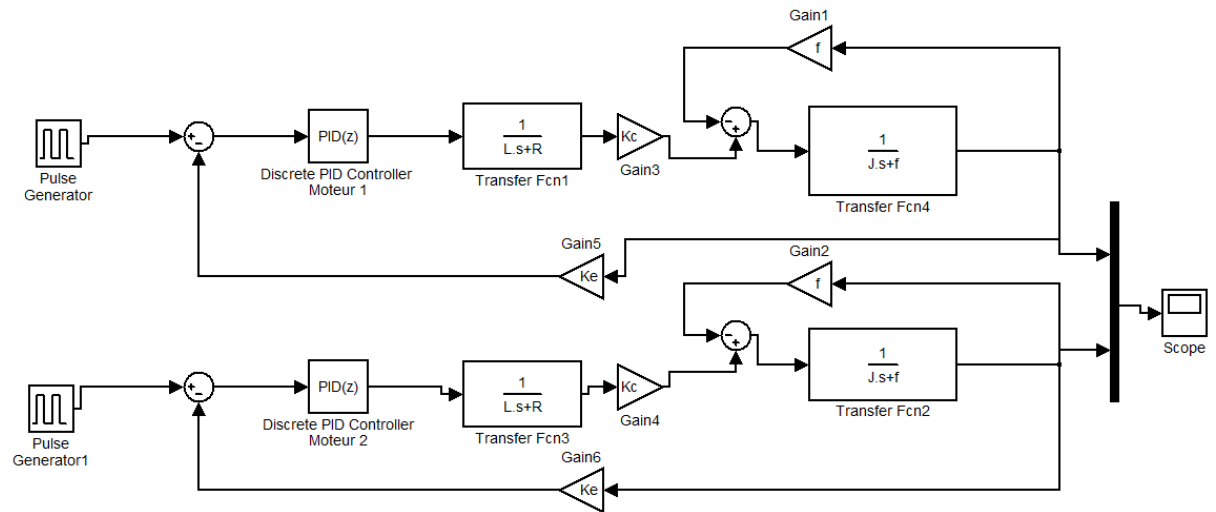 Gain1
f
Pulse
Generator
+
-
PID(z)
Discrete PID Controller
Moteur 1
1
L.s+R
Transfer Fcn1
Kc
Gain3
-
+
1
J.s+f
Transfer Fcn4
Gain5
Ke
Gain2
f
Scope
Pulse
Generator1
+
-
PID(z)
Discrete PID Controller
Moteur 2
1
L.s+R
Transfer Fcn3
Kc
Gain4
-
+
1
J.s+f
Transfer Fcn2
Gain6
Ke